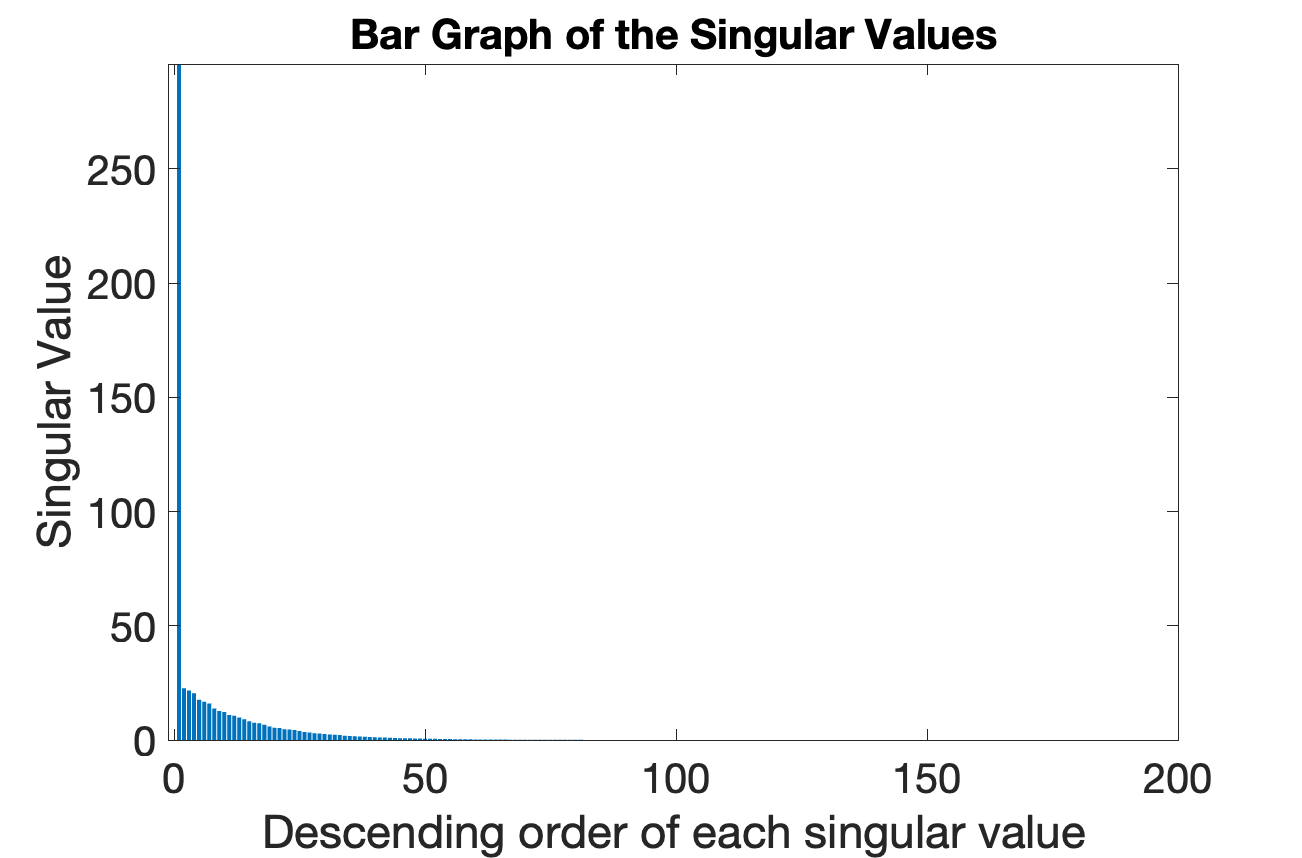 Bar Graph of the Singular Values
250
200
150
100
50
0
Singular Value
0 50 100 150 200
Descending order of each singular value